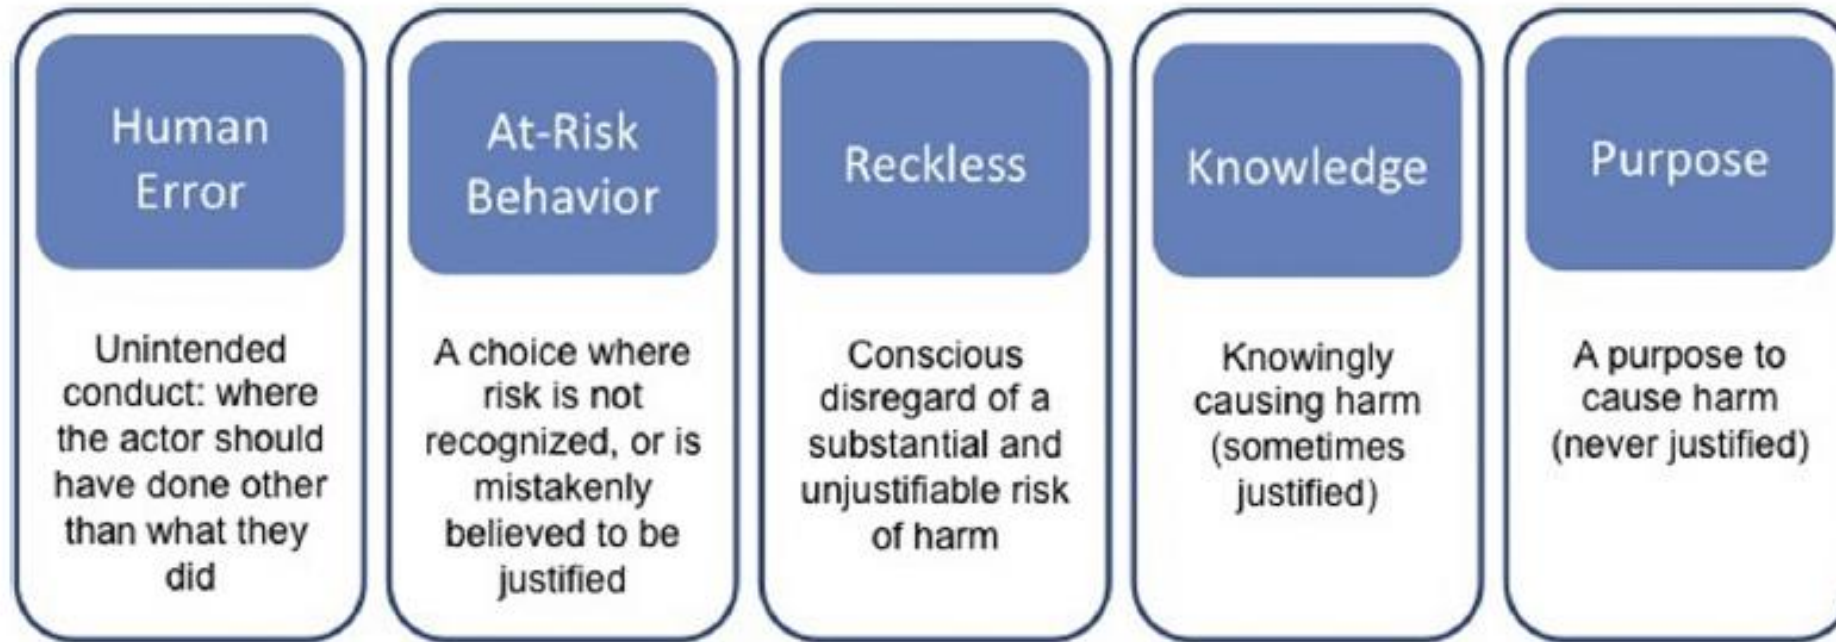 Human
Error
Unintended
conduct: where
the actor should
have done other
than what they
did
At-Risk
Behavior
A choice where
risk is not
recognized, or is
mistakenly
believed to be
justified
Reckless
Conscious
disregard of a
substantial and
unjustifiable risk
of harm
Knowledge
Knowingly
causing harm
(sometimes
justified)
Purpose
A purpose to
cause harm
(never justified)